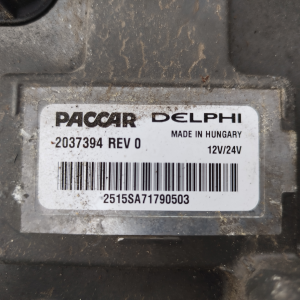 PACCAR DELPHI
MADE IN HUNGARY
2037394 REV 0
12V/24V
2515SA71790503